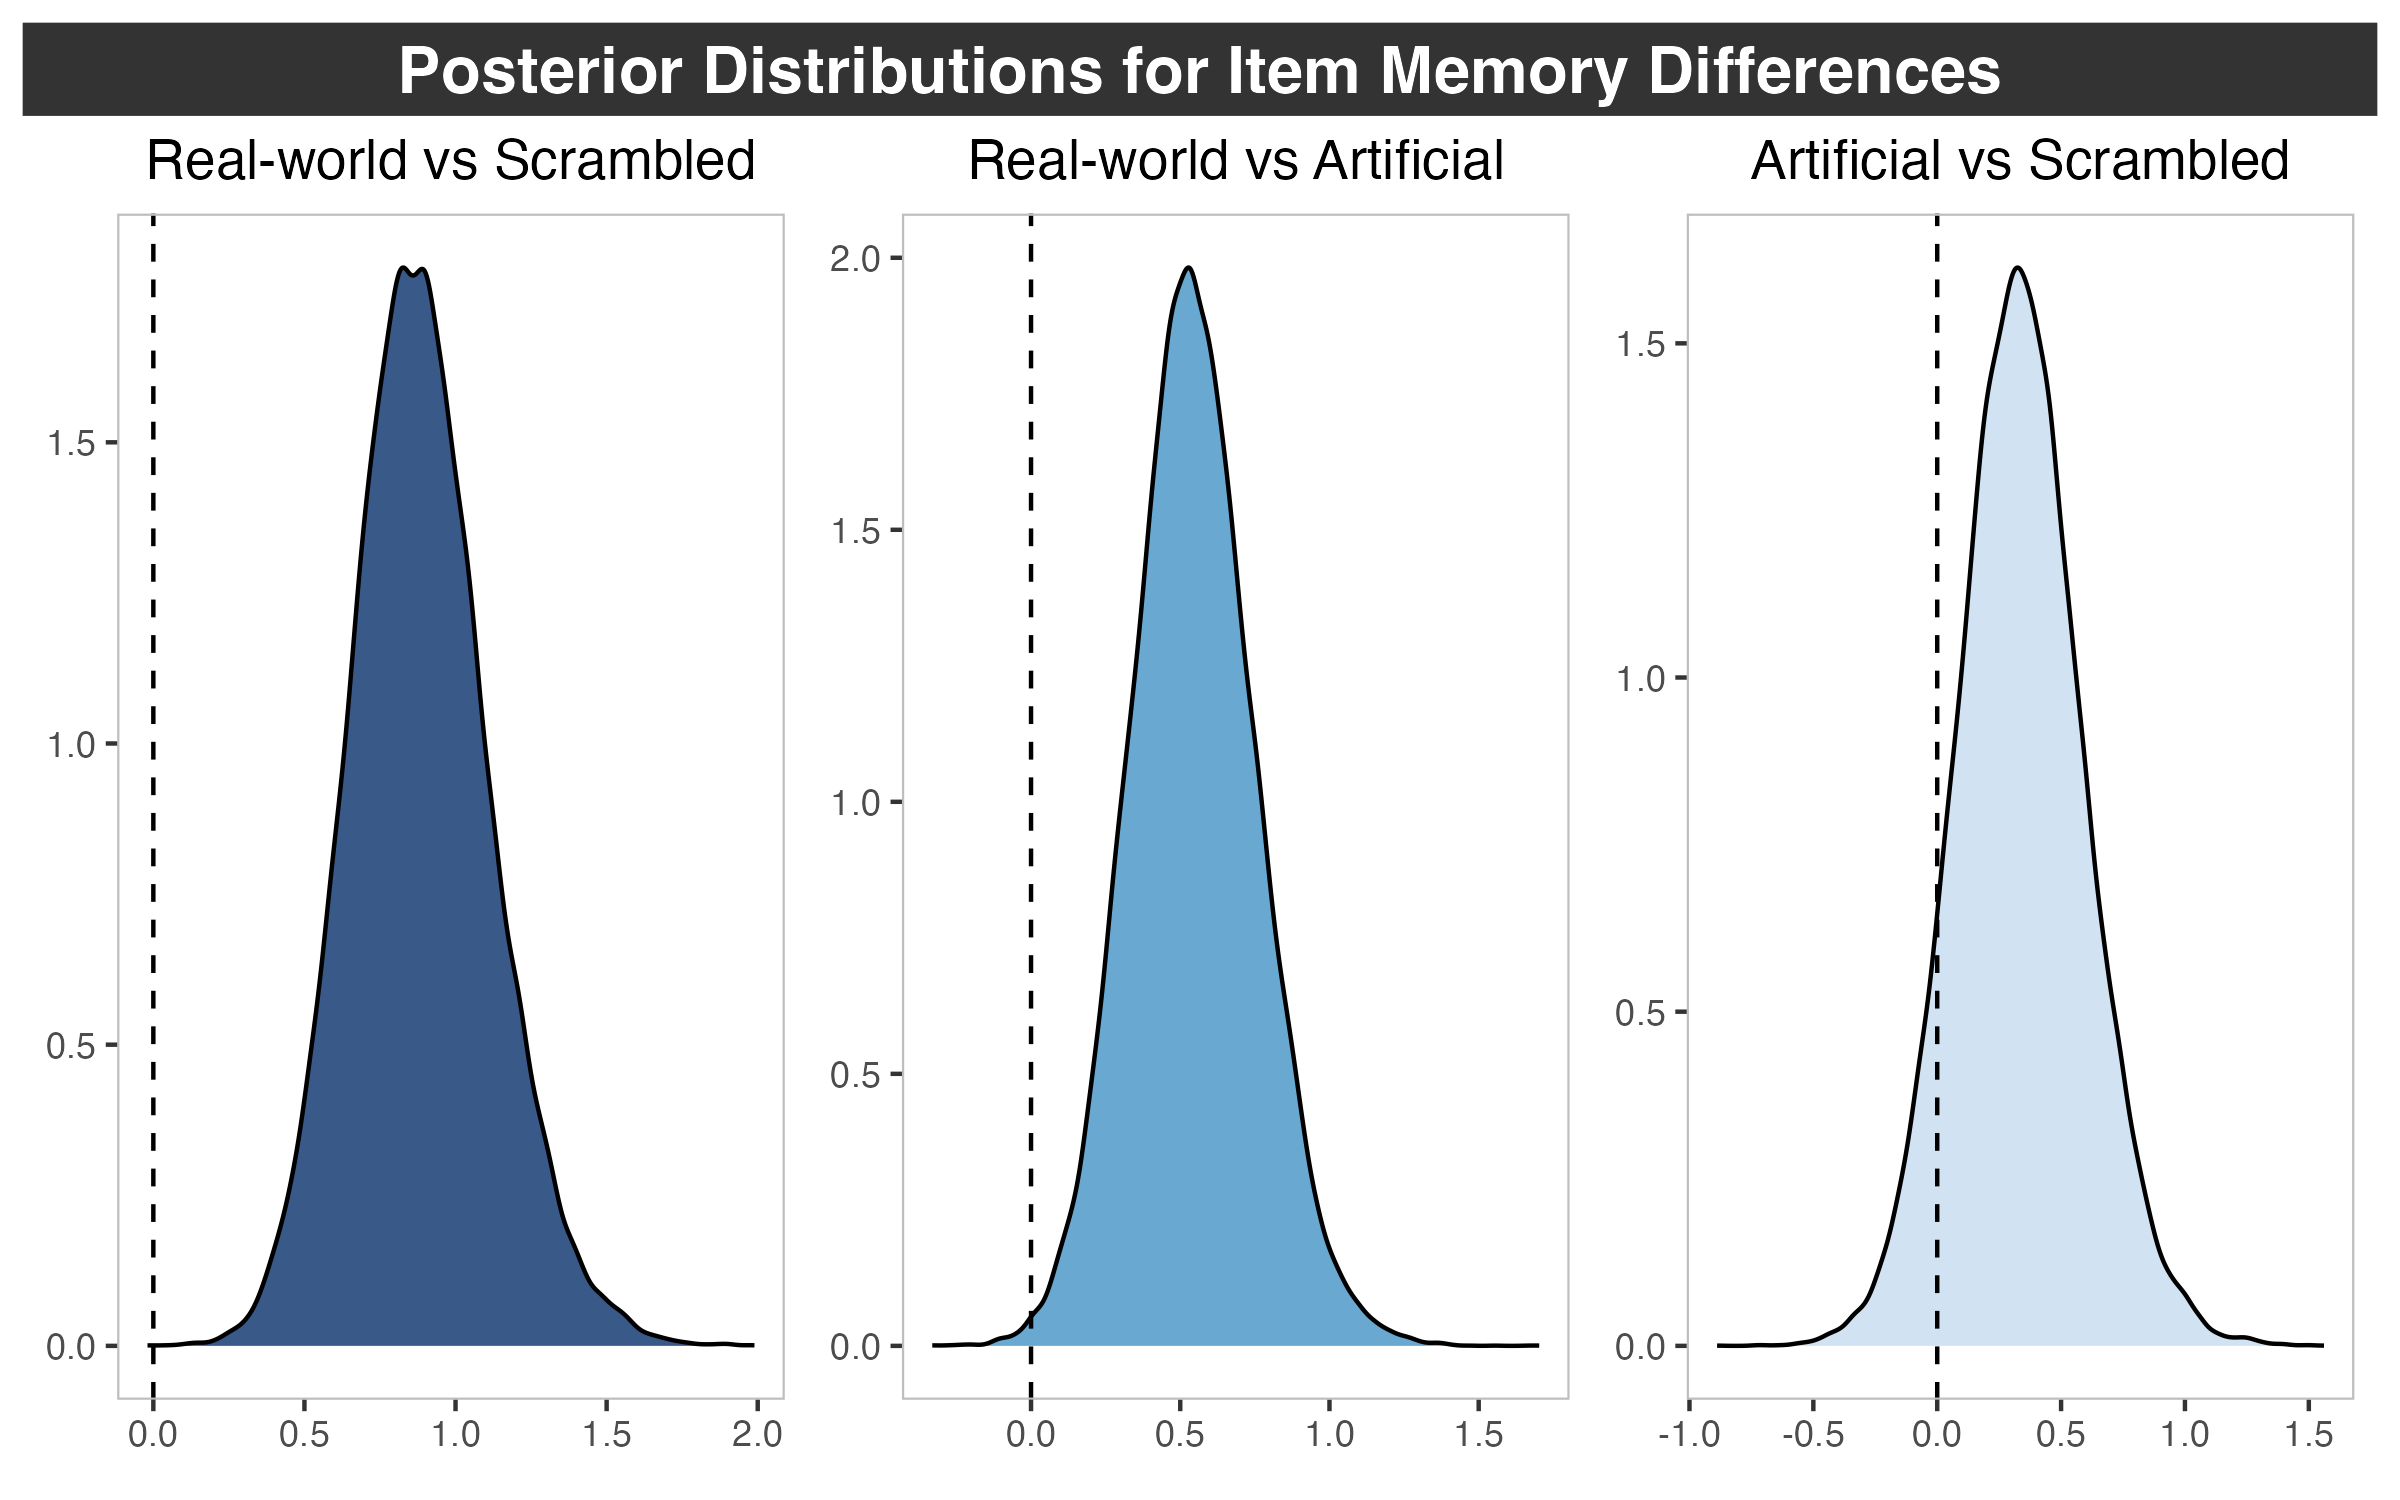 Posterior Distributions for Item Memory Differences
Real-world vs Scrambled
Real-world vs Artificial
Artificial vs Scrambled
1.5
1.0
0.5
0.0
0.0 0.5 1.0 1.5 2.0
2.0
1.5
1.0
0.5
0.0
0.0 0.5 1.0 1.5
1.5
1.0
0.5
0.0
-1.0 -0.5 0.0 0.5 1.0 1.5